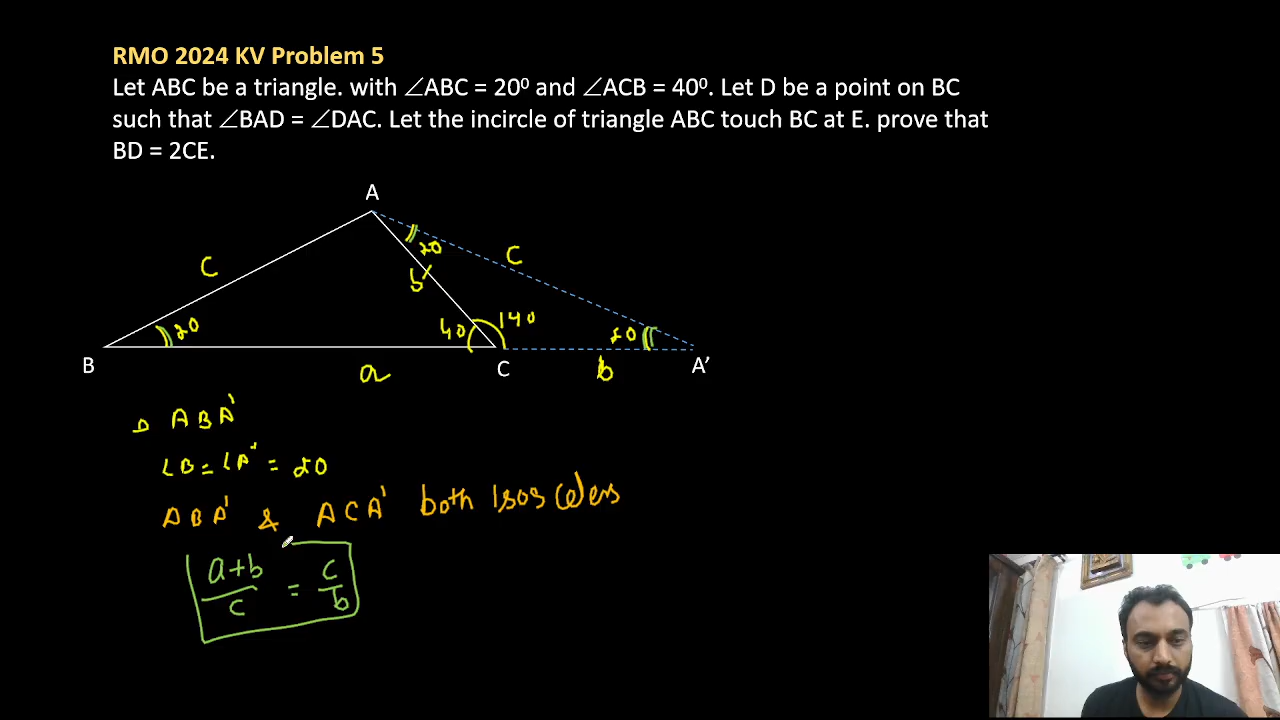 RMO 2024 KV Problem 5
Let ABC be a triangle. with ∠ABC = 20⁰ and ∠ACB = 40⁰. Let D be a point on BC
such that ∠BAD = ∠DAC. Let the incircle of triangle ABC touch BC at E. prove that
BD = 2CE.
A
20
C
C
b
20
40
140
20
B
a
C
b
A'
Δ ABA'
∠B = ∠A' = 20
ABA' & ACA' both Isosceles
a+b/c = c/b